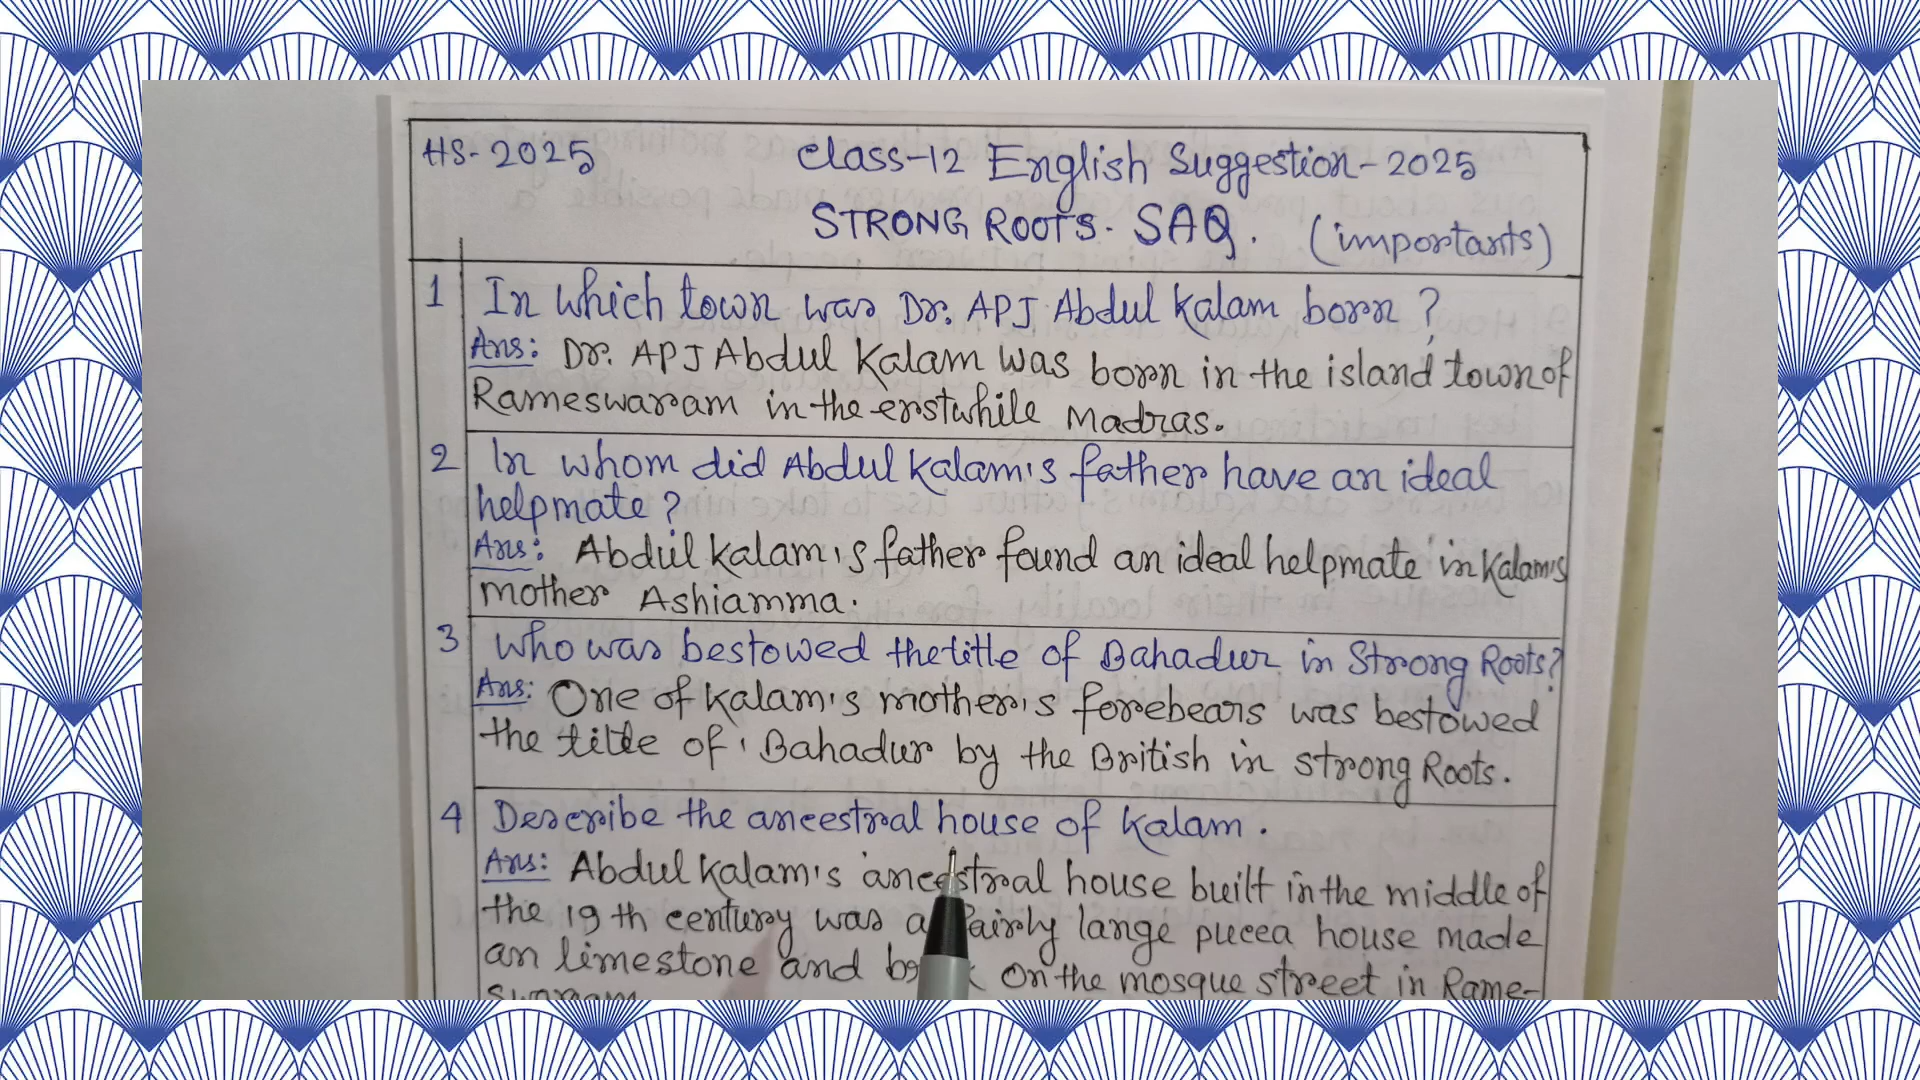 HS-2025 Class-12 English Suggestion-2025
STRONG ROOTS. SAQ. (importants)
1 In which town was Dr. APJ Abdul Kalam born?
Ans: Dr. APJ Abdul Kalam was born in the island town of
Rameswaram in the erstwhile Madras.
2 In whom did Abdul Kalam's father have an ideal
helpmate?
Ans: Abdul Kalam's father found an ideal helpmate in Kalam's
mother Ashiamma.
3 Who was bestowed the title of Bahadur in Strong Roots?
Ans: One of Kalam's mother's forebears was bestowed
the title of 'Bahadur by the British in strong Roots.
4 Describe the ancestral house of Kalam.
Ans: Abdul Kalam's ancestral house built in the middle of
the 19th century was a fairly large pucca house made
an limestone and brick on the mosque street in Rame-
swaram